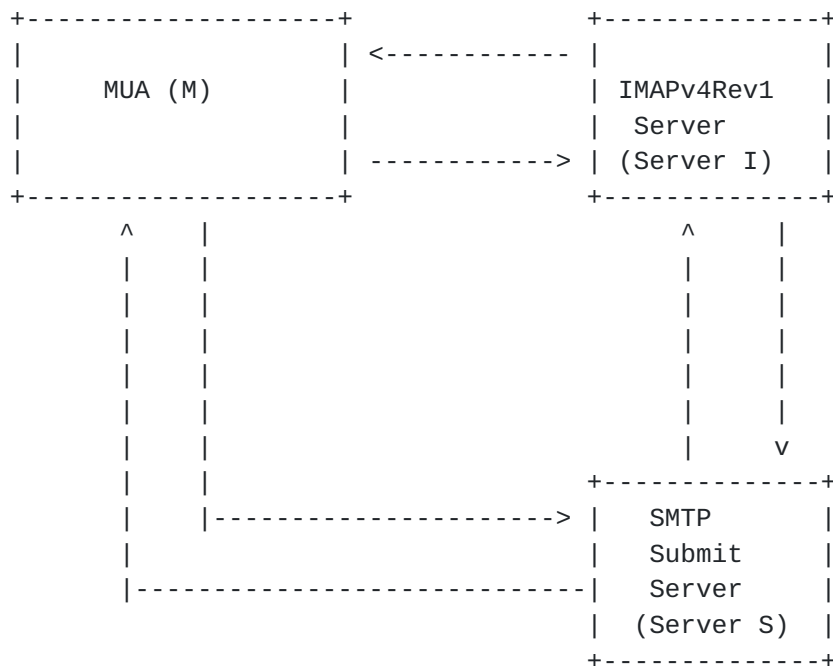 MUA (M)
IMAPv4Rev1
Server
(Server I)
SMTP
Submit
Server
(Server S)